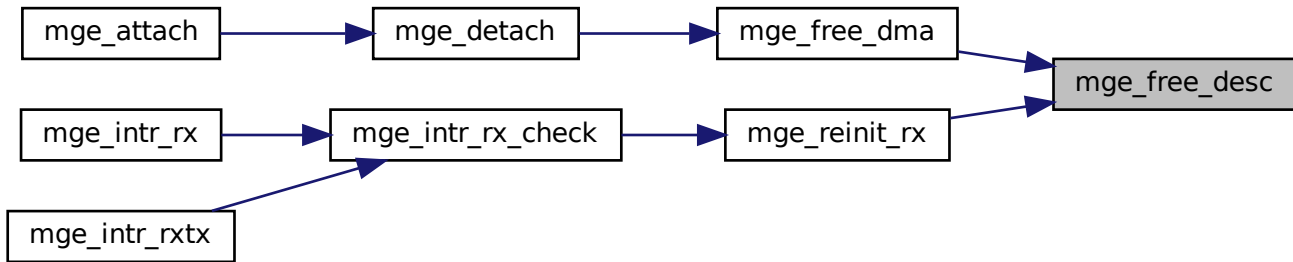 mge_attach
mge_detach
mge_free_dma
mge_free_desc
mge_intr_rx
mge_intr_rx_check
mge_reinit_rx
mge_intr_rxtx